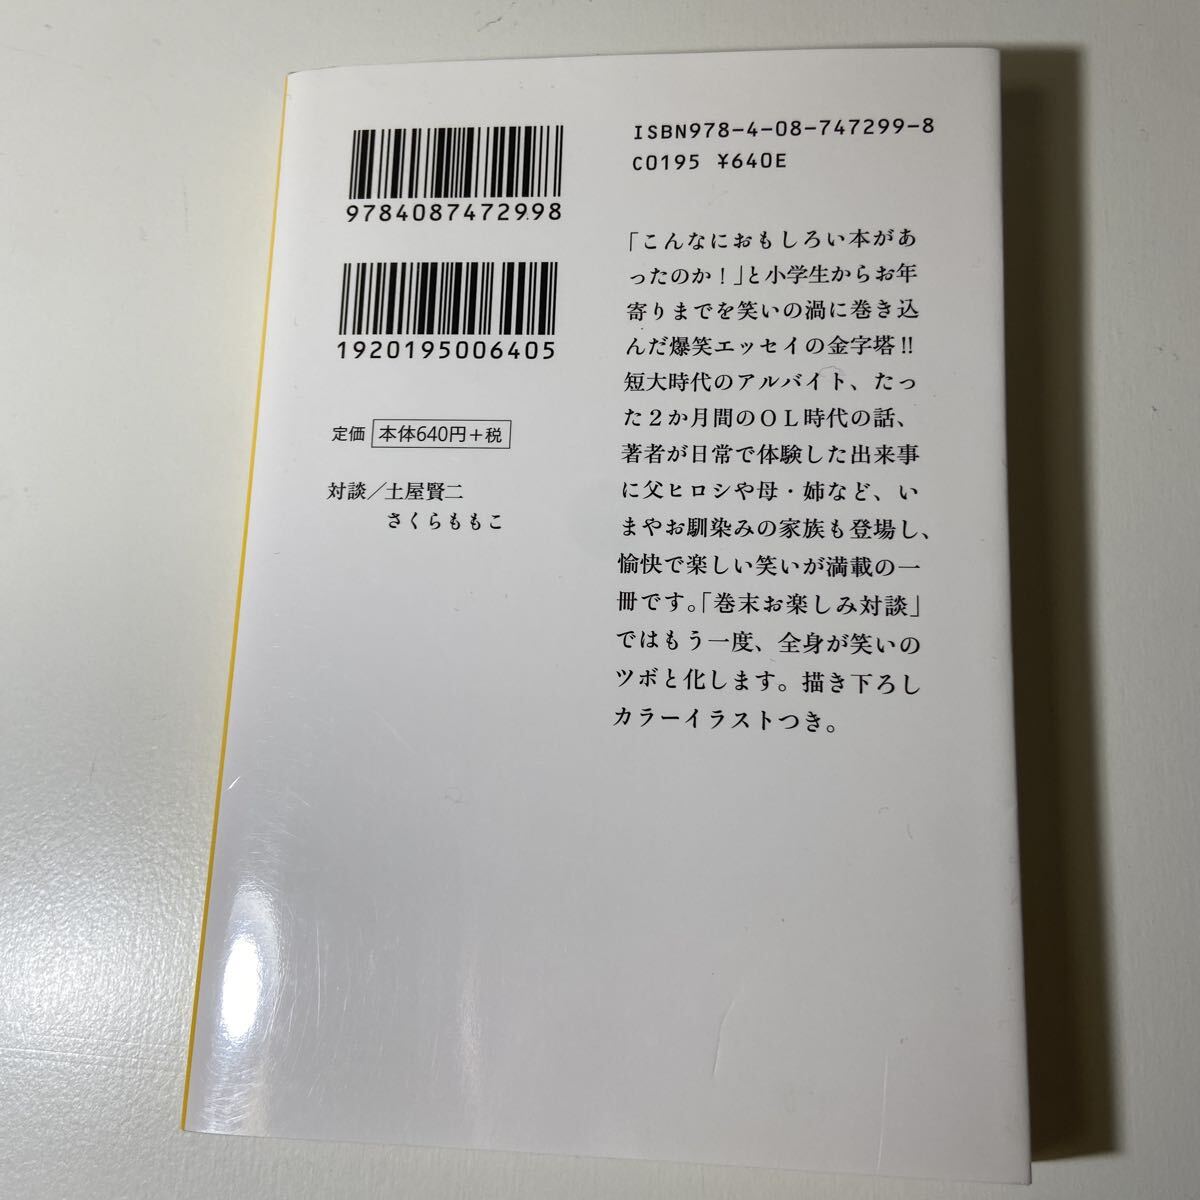 9784087472998
1920195006405
定価 本体640円+税
対談/土屋賢二
さくらももこ
ISBN978-4-08-747299-8
C0195 ¥640E
「こんなにおもしろい本があ
ったのか！」と小学生からお年
寄りまでを笑いの渦に巻き込
んだ爆笑エッセイの金字塔!!
短大時代のアルバイト、たっ
た２か月間のＯＬ時代の話、
著者が日常で体験した出来事
に父ヒロシや母・姉など、い
まやお馴染みの家族も登場し、
愉快で楽しい笑いが満載の一
冊です。「巻末お楽しみ対談」
ではもう一度、全身が笑いの
ツボと化します。描き下ろし
カラーイラストつき。